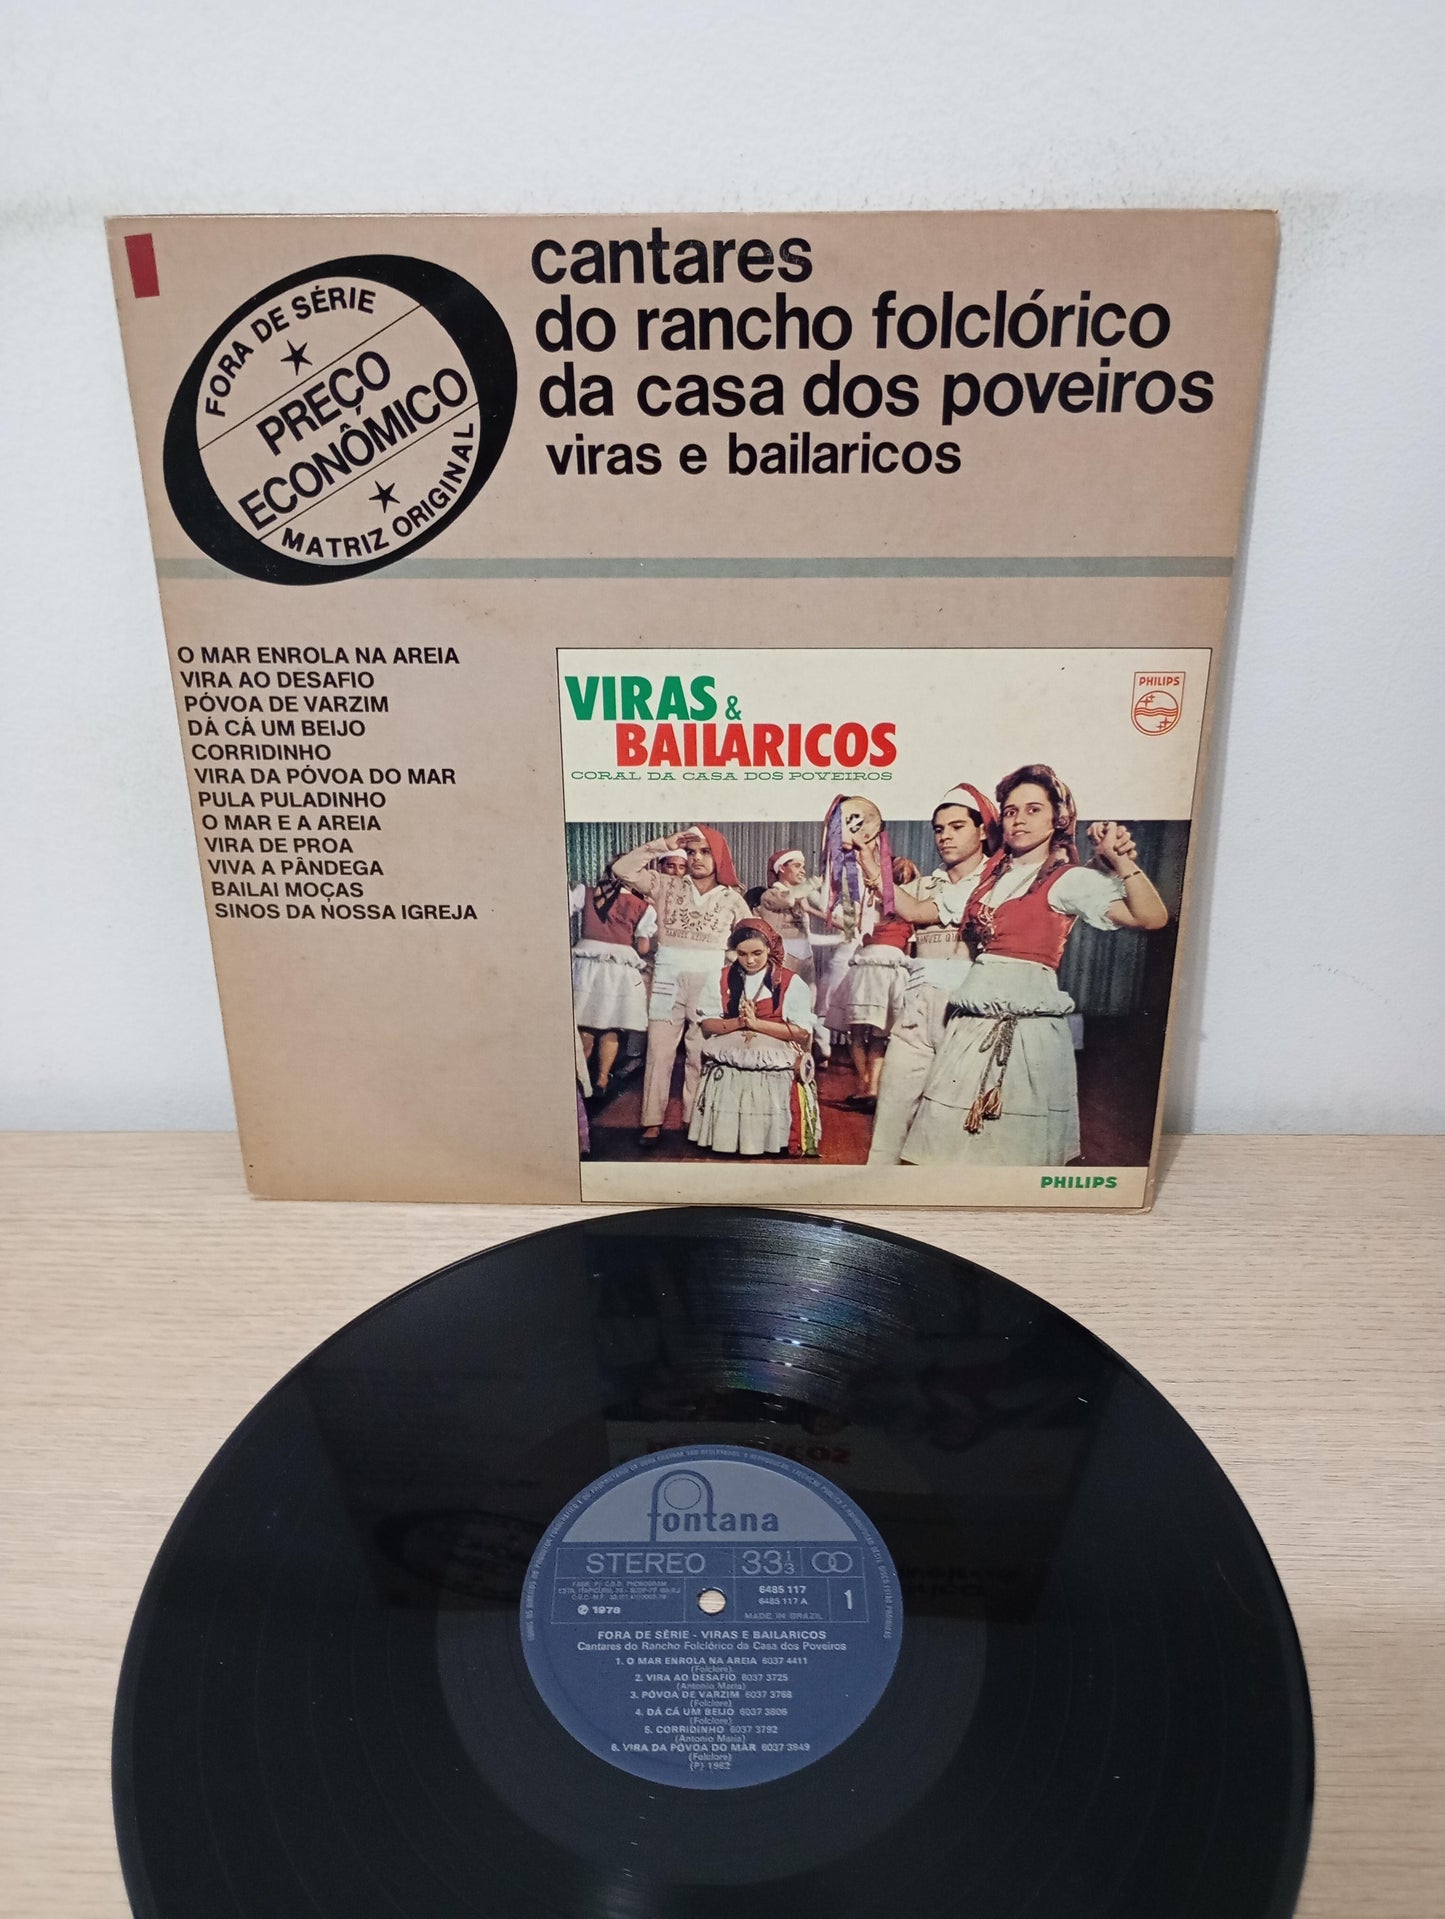 FORA DE SÉRIE
PREÇO
ECONÔMICO
MATRIZ ORIGINAL
cantares
do rancho folclórico
da casa dos poveiros
viras e bailaricos
O MAR ENROLA NA AREIA
VIRA AO DESAFIO
PÓVOA DE VARZIM
DÁ CÁ UM BEIJO
CORRIDINHO
VIRA DA PÓVOA DO MAR
PULA PULADINHO
O MAR E A AREIA
VIRA DE PROA
VIVA A PÂNDEGA
BAILAI MOÇAS
SINOS DA NOSSA IGREJA
VIRAS &
BAILARICOS
CORAL DA CASA DOS POVEIROS
PHILIPS
PHILIPS
fontana
STEREO 33 1/3
6485 117
6485 117 A
1
℗ 1976
MADE IN BRAZIL
FORA DE SÉRIE - VIRAS E BAILARICOS
Cantares do Rancho Folclórico da Casa dos Poveiros
1. O MAR ENROLA NA AREIA 6037 4411
(Folclore)
2. VIRA AO DESAFIO 6037 3725
(Antonio Maria)
3. PÓVOA DE VARZIM 6037 3768
(Folclore)
4. DÁ CÁ UM BEIJO 6037 3806
(Folclore)
5. CORRIDINHO 6037 3792
(Antonio Maria)
6. VIRA DA PÓVOA DO MAR 6037 3849
(Folclore)
(P) 1962